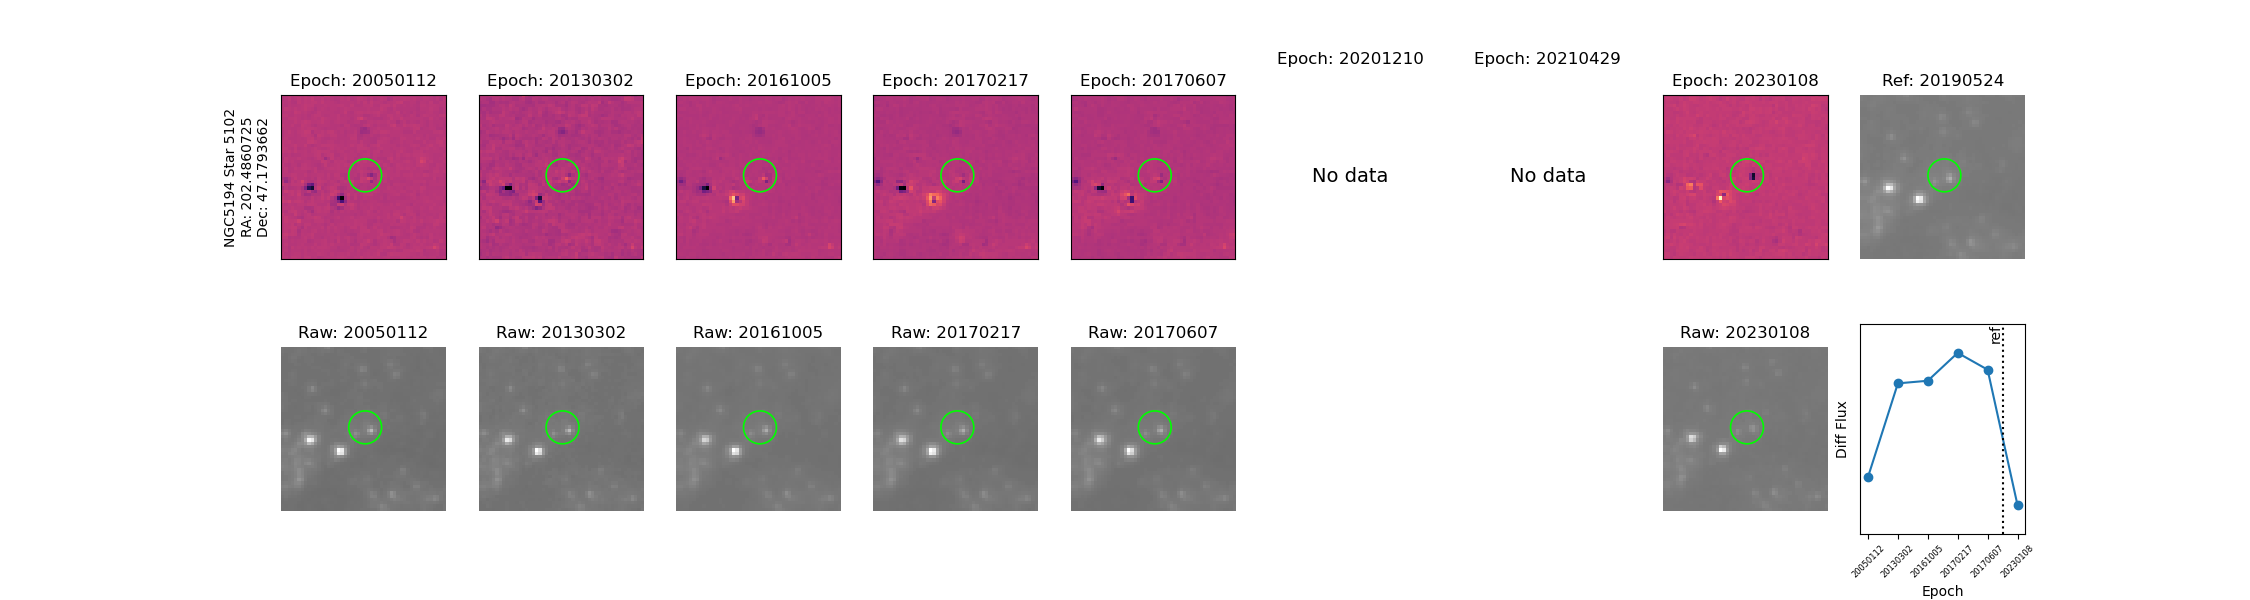 Epoch: 20050112
Epoch: 20130302
Epoch: 20161005
Epoch: 20170217
Epoch: 20170607
Epoch: 20201210
Epoch: 20210429
Epoch: 20230108
Ref: 20190524
NGC5194 Star 5102
RA: 202.4860725
Dec: 47.1793662
No data
No data
Raw: 20050112
Raw: 20130302
Raw: 20161005
Raw: 20170217
Raw: 20170607
Raw: 20230108
ref
Diff Flux
20050112
20130302
20161005
20170217
20170607
20230108
Epoch